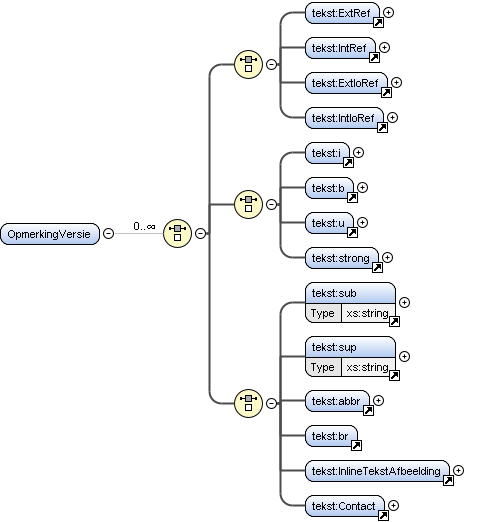 tekst:ExtRef
tekst:IntRef
tekst:ExtIoRef
tekst:IntIoRef
tekst:i
tekst:b
tekst:u
tekst:strong
OpmerkingVersie
0..∞
tekst:sub
Type xs:string
tekst:sup
Type xs:string
tekst:abbr
tekst:br
tekst:InlineTekstAfbeelding
tekst:Contact